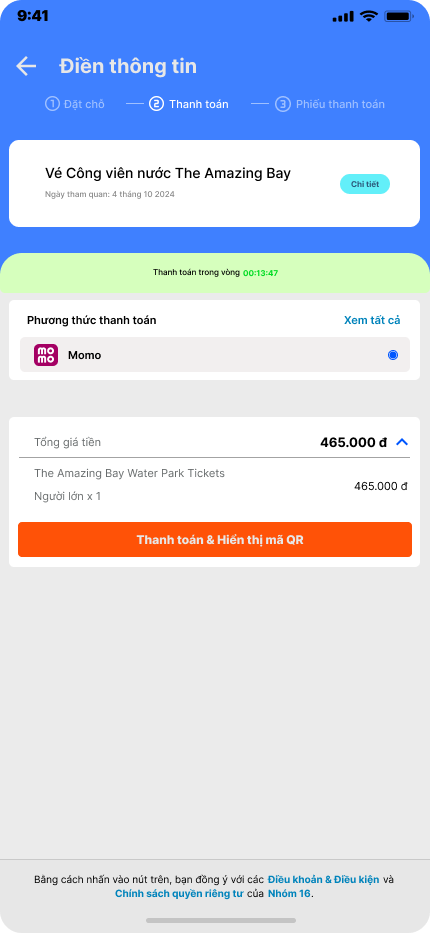 9:41
Điền thông tin
1 Đặt chỗ
2 Thanh toán
3 Phiếu thanh toán
Vé Công viên nước The Amazing Bay
Ngày tham quan: 4 tháng 10 2024
Chi tiết
Thanh toán trong vòng 00:13:47
Phương thức thanh toán
Xem tất cả
momo
Momo
Tổng giá tiền
465.000 đ
The Amazing Bay Water Park Tickets
Người lớn x 1
465.000 đ
Thanh toán & Hiển thị mã QR
Bằng cách nhấn vào nút trên, bạn đồng ý với các Điều khoản & Điều kiện và
Chính sách quyền riêng tư của Nhóm 16.